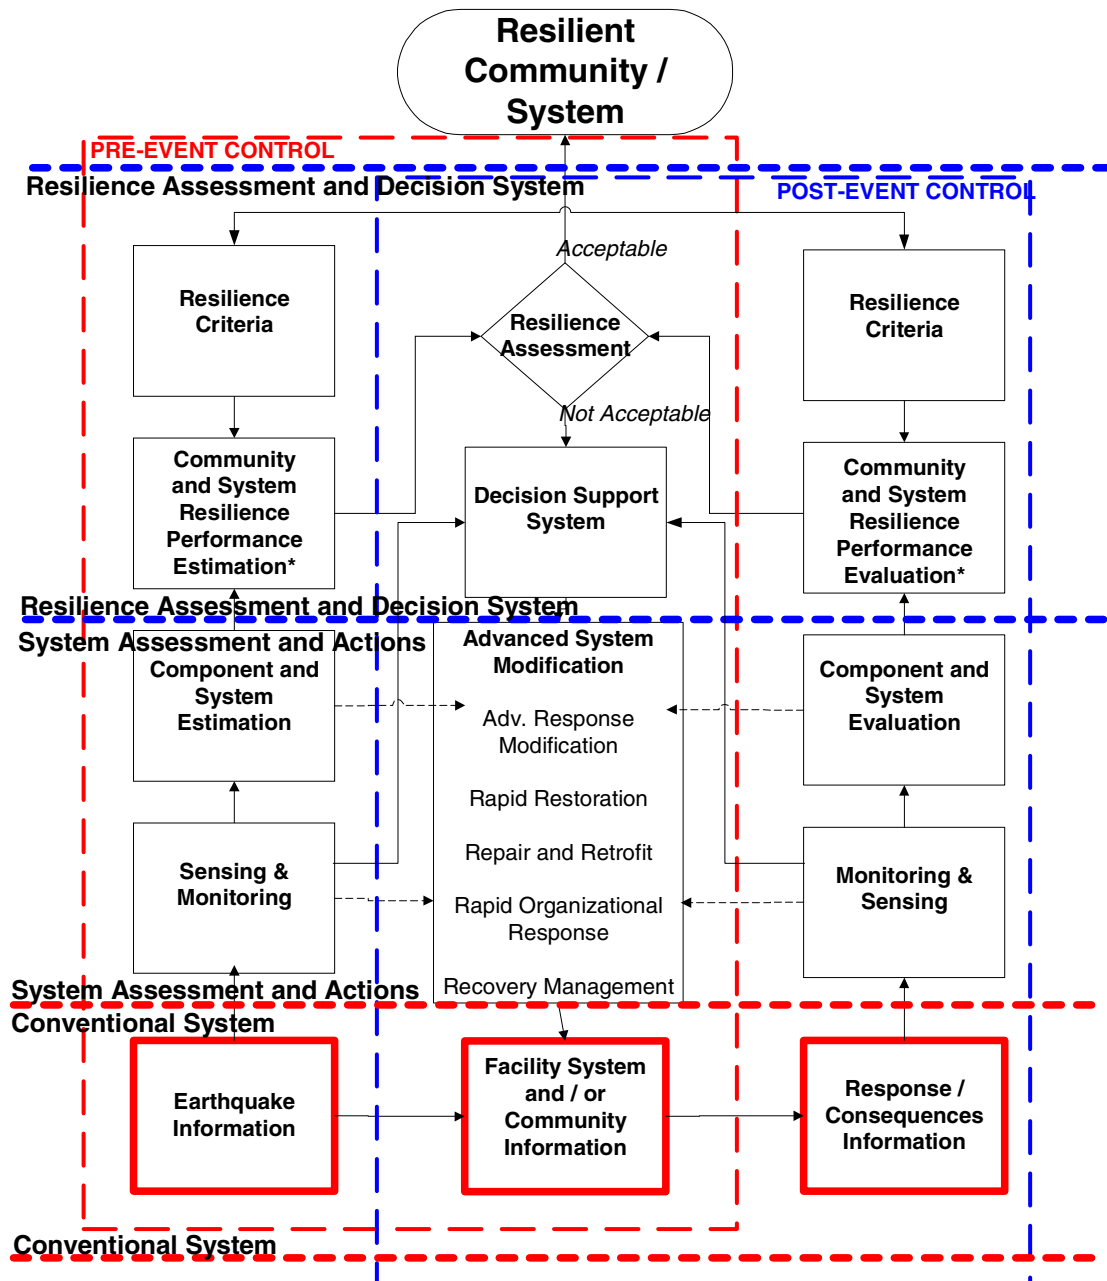 Resilient
Community /
System
PRE-EVENT CONTROL
Resilience Assessment and Decision System
POST-EVENT CONTROL
Acceptable
Resilience
Criteria
Resilience
Assessment
Resilience
Criteria
Not Acceptable
Community
and System
Resilience
Performance
Estimation*
Decision Support
System
Community
and System
Resilience
Performance
Evaluation*
Resilience Assessment and Decision System
System Assessment and Actions
Component and
System
Estimation
Advanced System
Modification
Adv. Response
Modification
Rapid Restoration
Repair and Retrofit
Rapid Organizational
Response
Recovery Management
Component and
System
Evaluation
Sensing &
Monitoring
Monitoring &
Sensing
System Assessment and Actions
Conventional System
Earthquake
Information
Facility System
and / or
Community
Information
Response /
Consequences
Information
Conventional System